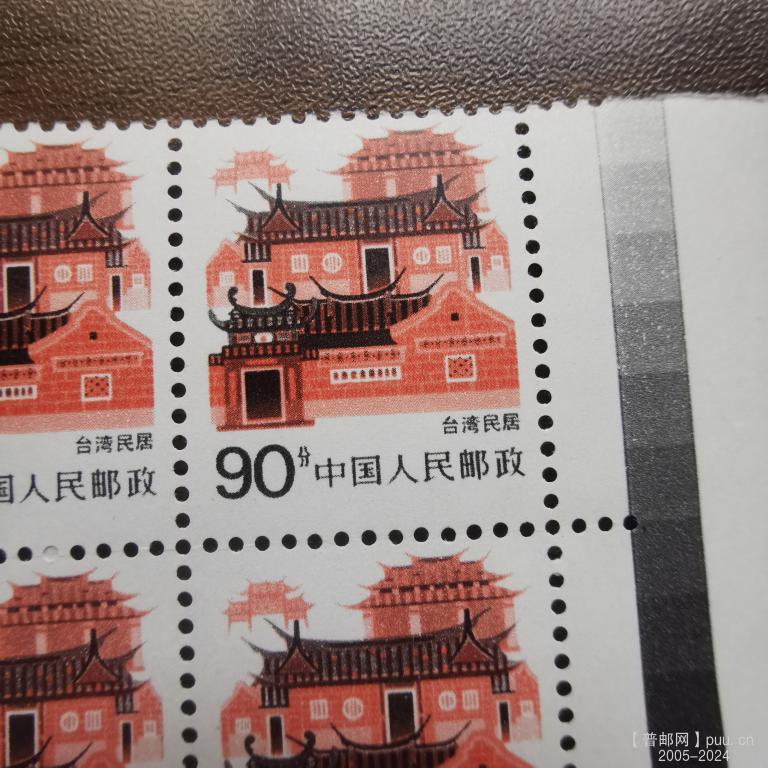 台湾民居
国人民邮政
台湾民居
90分 中国人民邮政
【普邮网】puu.cn
2005-2024